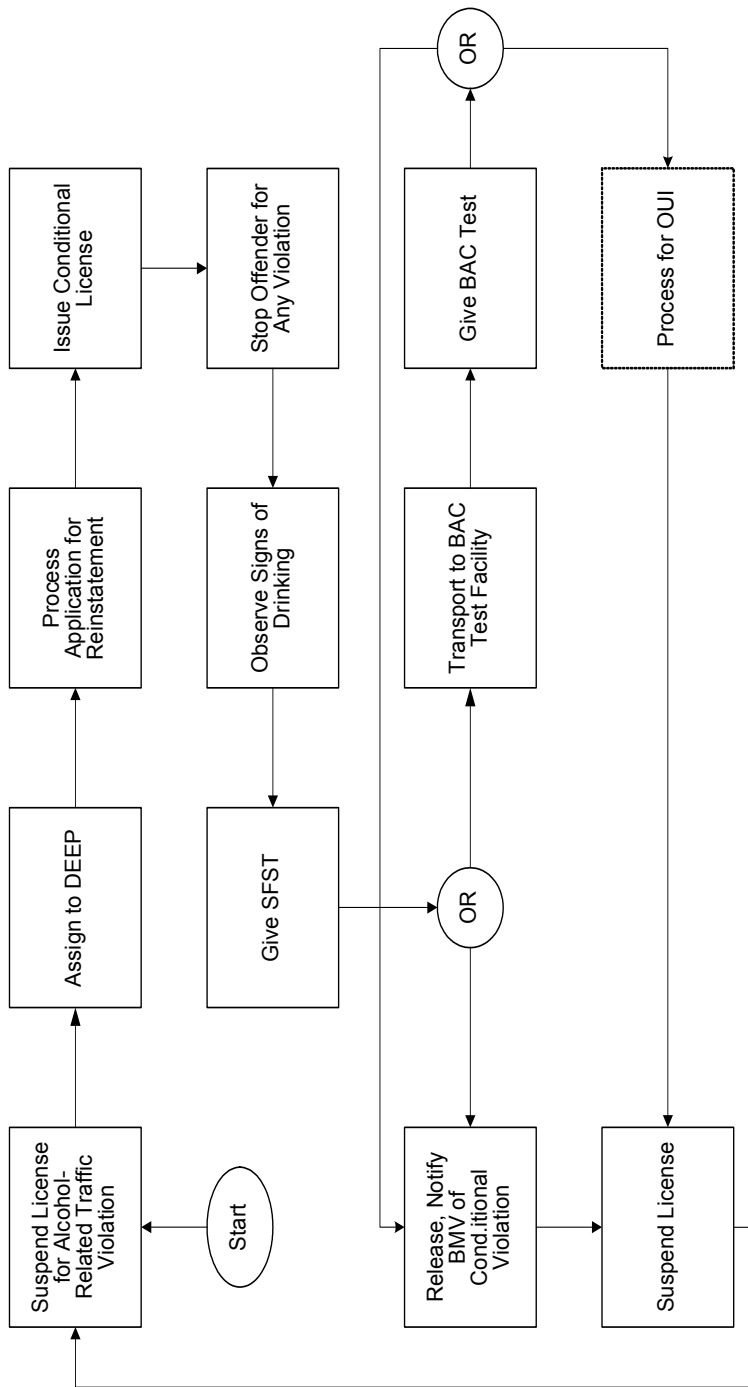 Suspend License
for Alcohol-
Related Traffic
Violation
Assign to DEEP
Process
Application for
Reinstatement
Issue Conditional
License
Start
Give SFST
Observe Signs of
Drinking
Stop Offender for
Any Violation
Release, Notify
BMV of
Cond.itional
Violation
OR
Transport to BAC
Test Facility
Give BAC Test
OR
Suspend License
Process for OUI